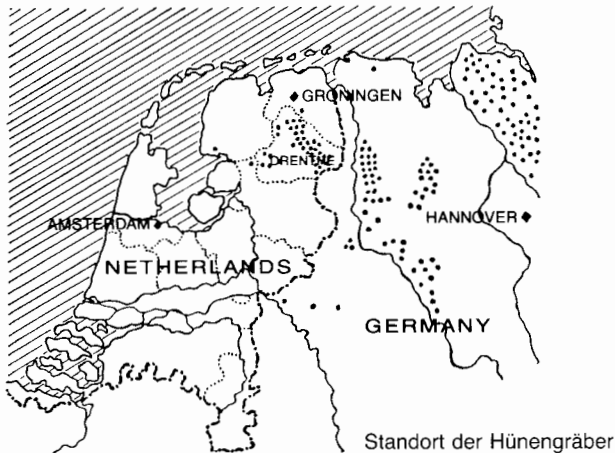 GRONINGEN
DRENTHE
AMSTERDAM
HANNOVER
NETHERLANDS
GERMANY
Standort der Hünengräber